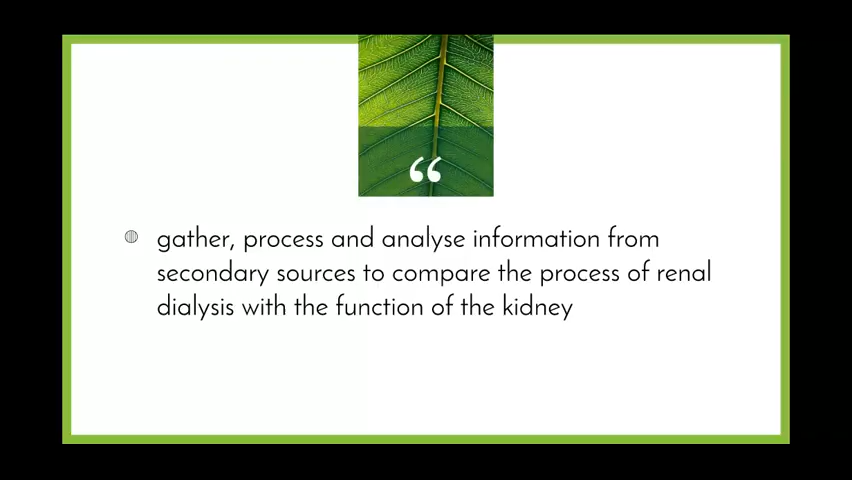 “
gather, process and analyse information from
secondary sources to compare the process of renal
dialysis with the function of the kidney